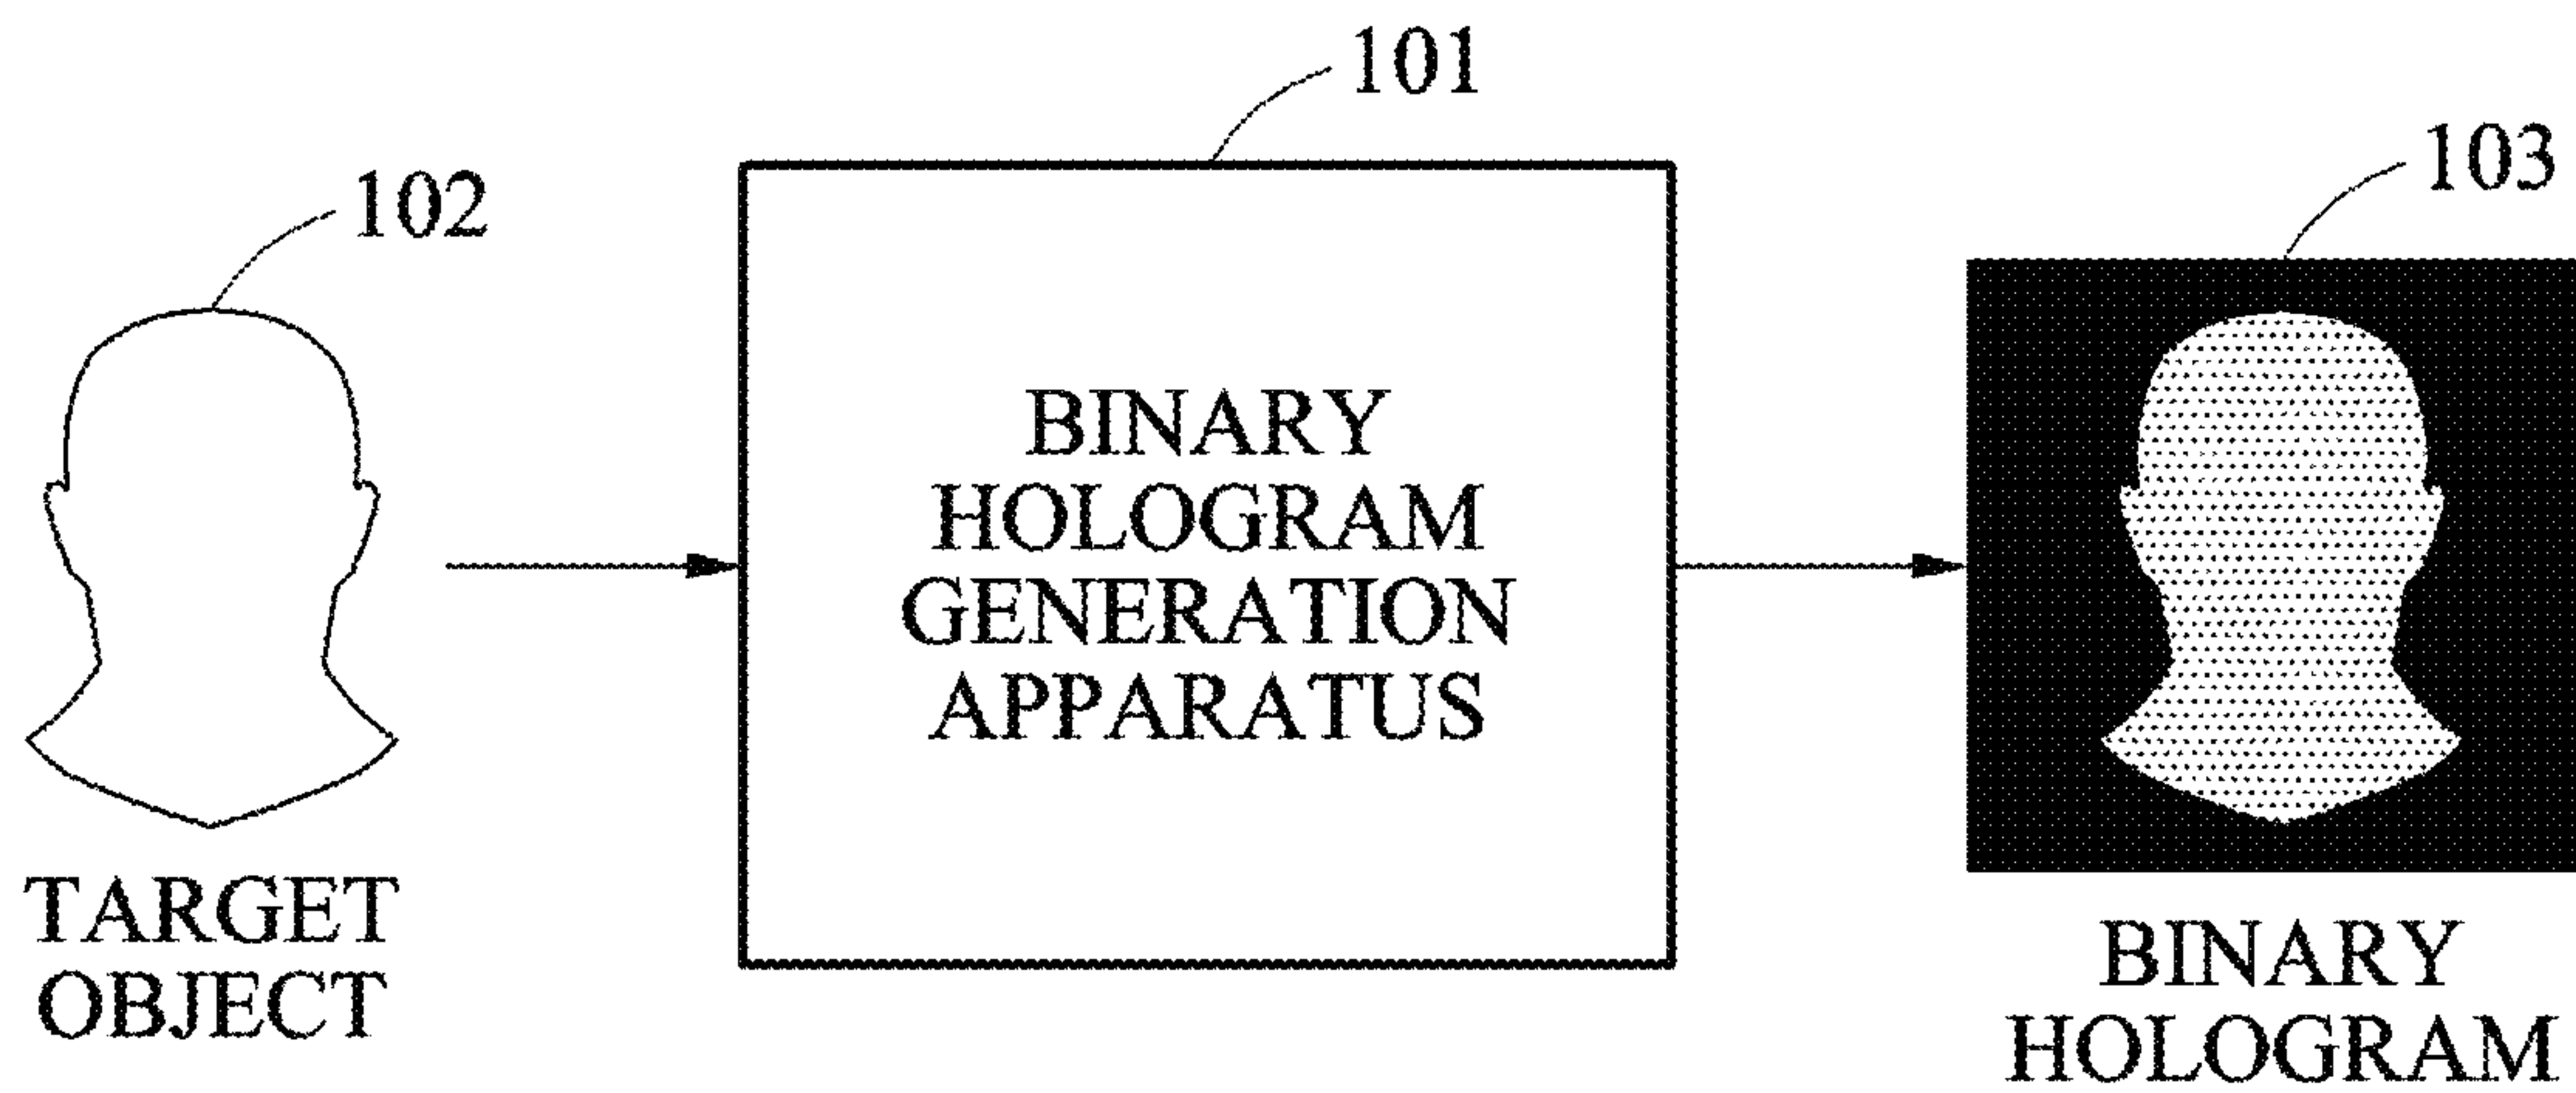 101
103
102
BINARY
HOLOGRAM
GENERATION
APPARATUS
TARGET
OBJECT
BINARY
HOLOGRAM